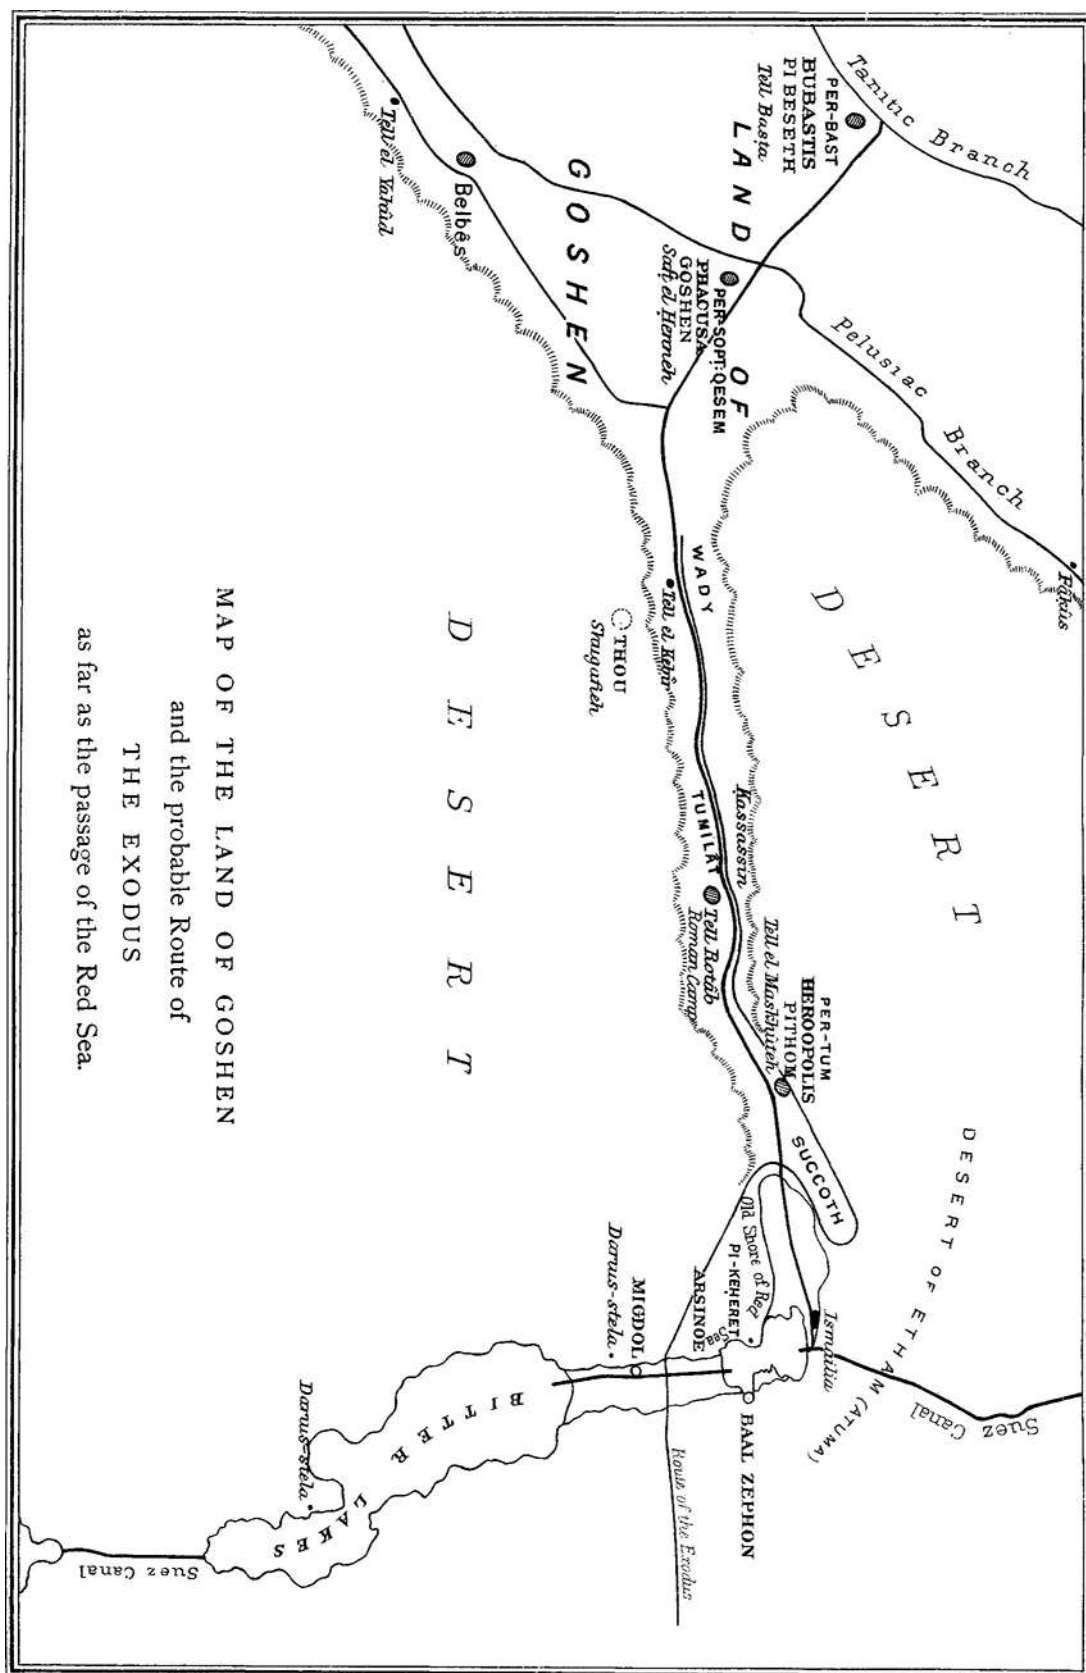 Tanitic Branch
PER-BAST
BUBASTIS
PI BESETH
Tell Basta
LAND OF
GOSHEN
PER-SOPT:QESEM
PHACUSA
GOSHEN
Saft el Henneh
Pelusiac Branch
Fâkûs
Belbês
Tell el Yahûd
DESERT
WADY
TUMILÂT
Tell el Kebîr
THOU
Shugafieh
Kassassin
Tell Rotâb
Roman Camp
PER-TUM
HEROOPOLIS
PITHOM
Tell el Maskhûteh
SUCCOTH
DESERT OF ETHAM (ATUMA)
Ismailia
Suez Canal
Old Shore of Red Sea
PI-KEHERET
ARSINOE
BAAL ZEPHON
MIGDOL
Darius-stela
Route of the Exodus
BITTER LAKES
Darius-stela
Suez Canal
DESERT
MAP OF THE LAND OF GOSHEN
and the probable Route of
THE EXODUS
as far as the passage of the Red Sea.